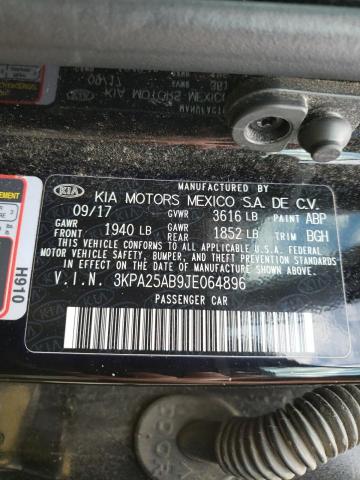 MANUFACTURED BY
KIA KIA MOTORS MEXICO S.A. DE C.V.
09/17 GVWR 3616 LB PAINT ABP
GAWR FRONT 1940 LB GAWR REAR 1852 LB TRIM BGH
THIS VEHICLE CONFORMS TO ALL APPLICABLE U.S.A. FEDERAL
MOTOR VEHICLE SAFETY, BUMPER, AND THEFT PREVENTION
STANDARDS IN EFFECT ON THE DATE OF MANUFACTURE SHOWN ABOVE.
V.I.N. 3KPA25AB9JE064896
PASSENGER CAR
H910